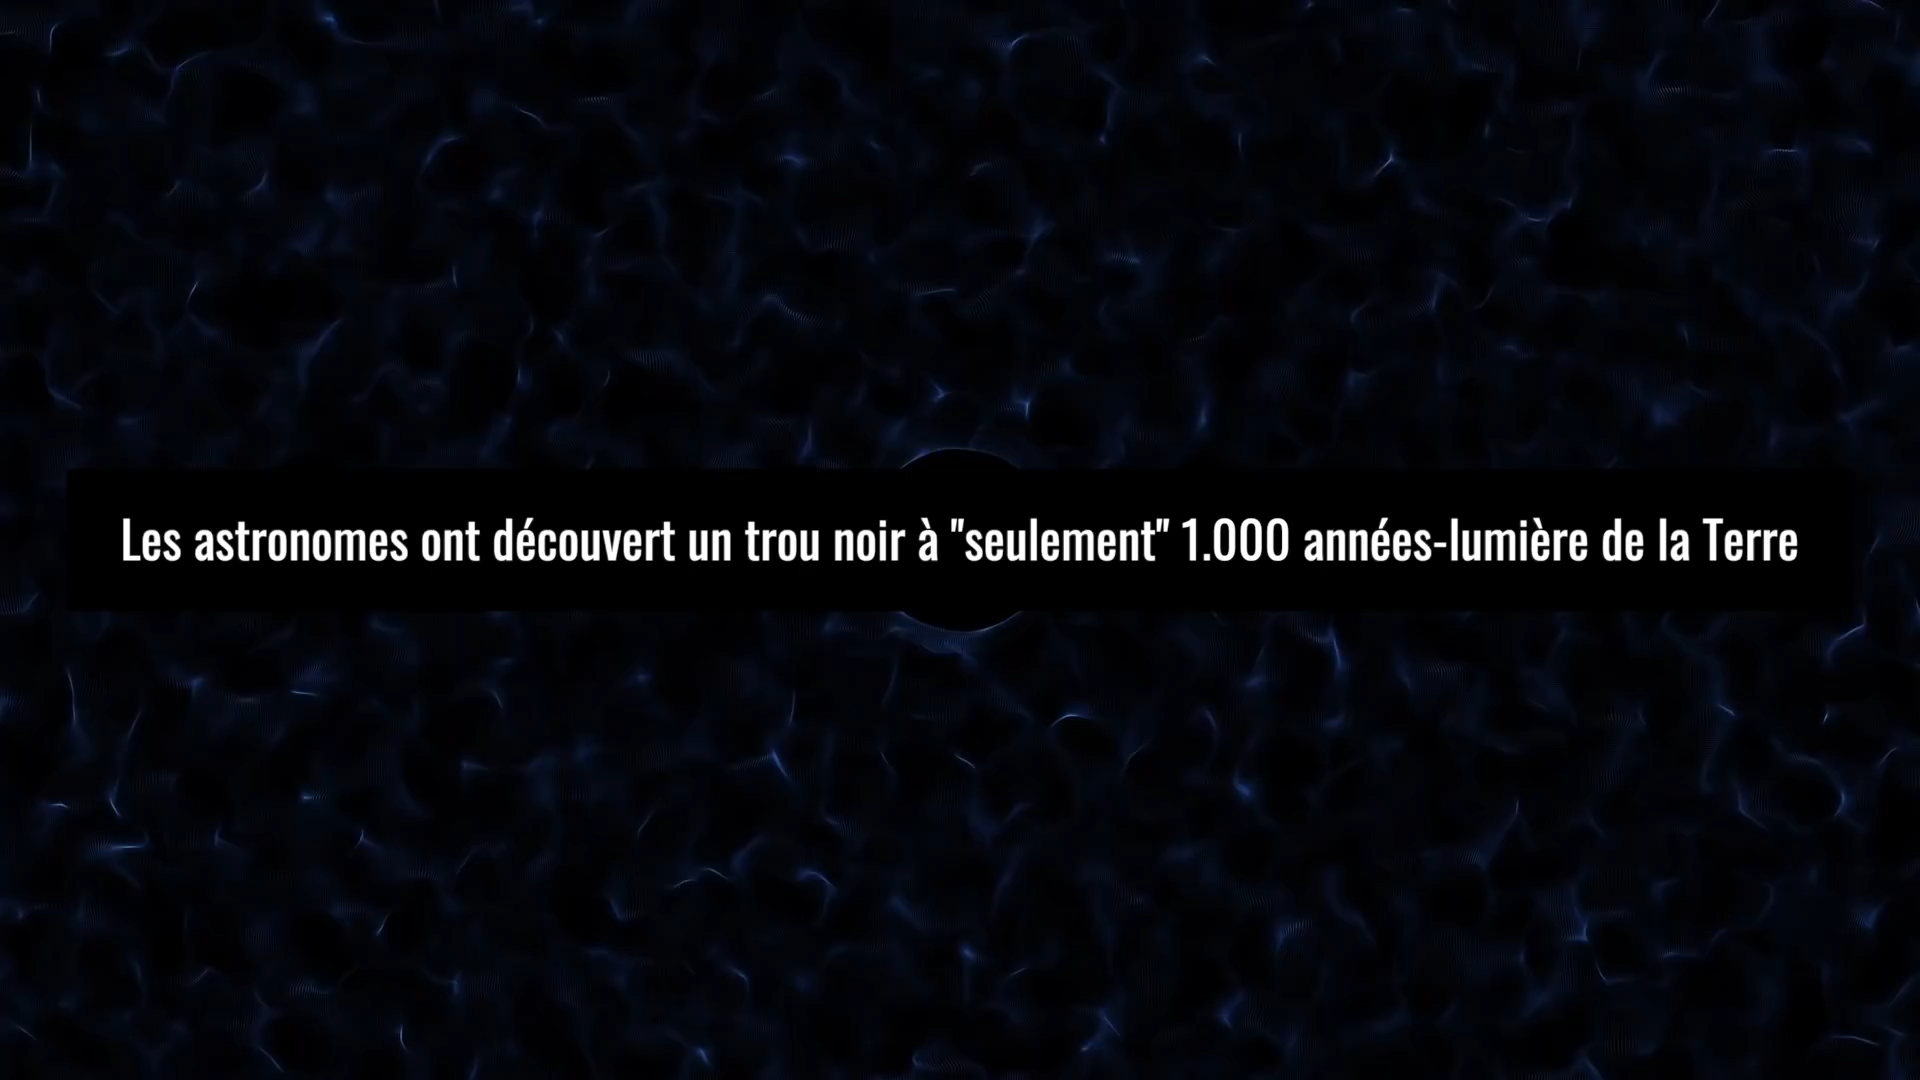 Les astronomes ont découvert un trou noir à "seulement" 1.000 années-lumière de la Terre